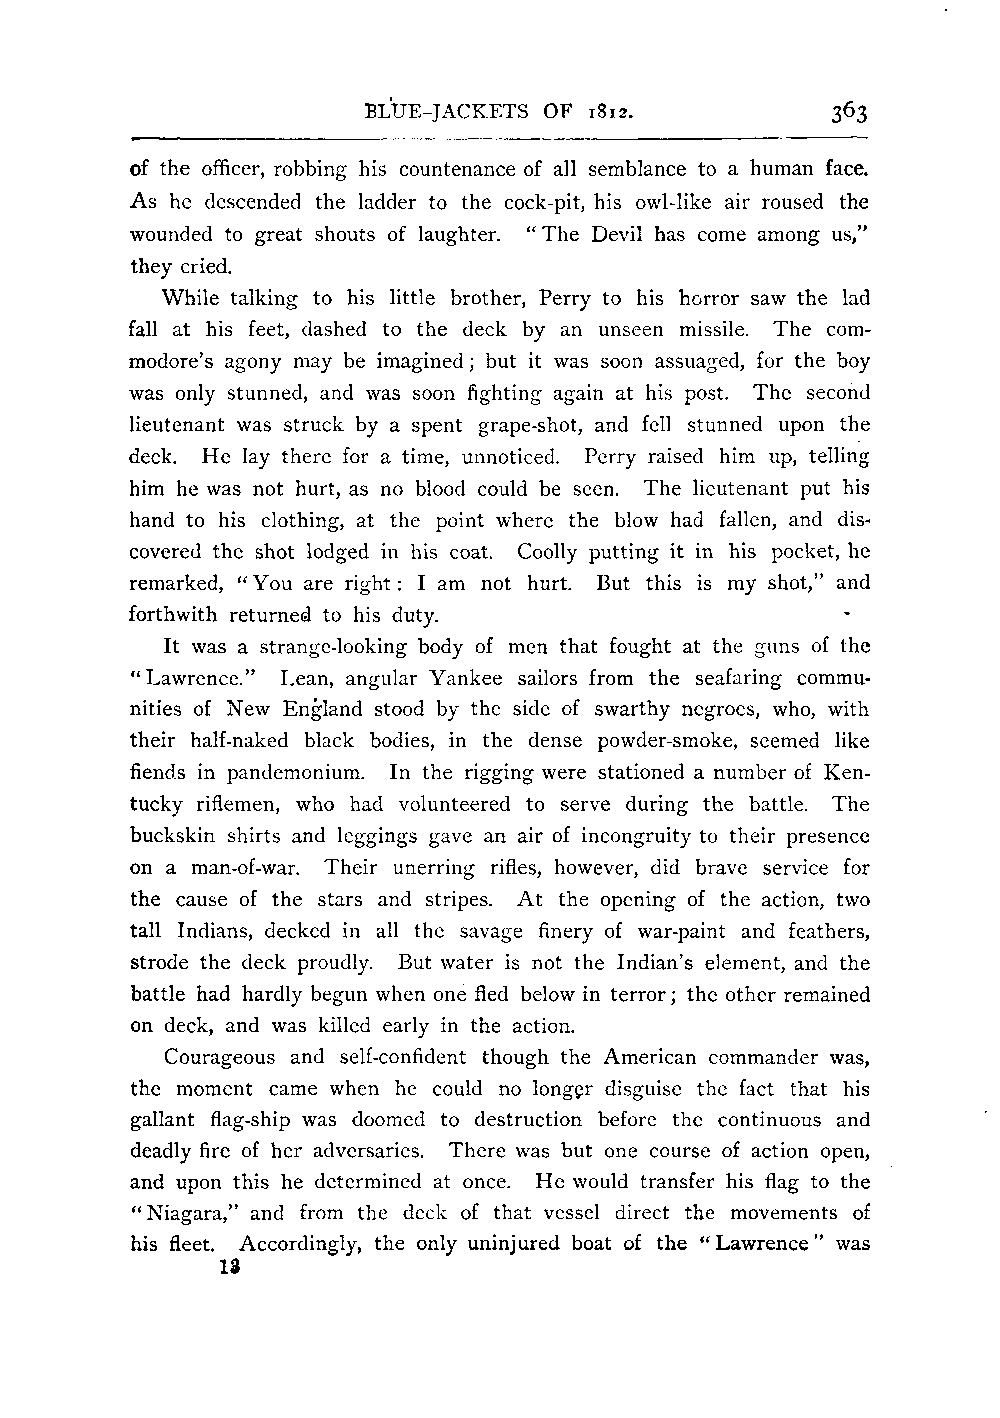 BLUE-JACKETS OF 1812. 363
of the officer, robbing his countenance of all semblance to a human face.
As he descended the ladder to the cock-pit, his owl-like air roused the
wounded to great shouts of laughter. "The Devil has come among us,"
they cried.
While talking to his little brother, Perry to his horror saw the lad
fall at his feet, dashed to the deck by an unseen missile. The com-
modore's agony may be imagined; but it was soon assuaged, for the boy
was only stunned, and was soon fighting again at his post. The second
lieutenant was struck by a spent grape-shot, and fell stunned upon the
deck. He lay there for a time, unnoticed. Perry raised him up, telling
him he was not hurt, as no blood could be seen. The lieutenant put his
hand to his clothing, at the point where the blow had fallen, and dis-
covered the shot lodged in his coat. Coolly putting it in his pocket, he
remarked, "You are right: I am not hurt. But this is my shot," and
forthwith returned to his duty.
It was a strange-looking body of men that fought at the guns of the
"Lawrence." Lean, angular Yankee sailors from the seafaring commu-
nities of New England stood by the side of swarthy negroes, who, with
their half-naked black bodies, in the dense powder-smoke, seemed like
fiends in pandemonium. In the rigging were stationed a number of Ken-
tucky riflemen, who had volunteered to serve during the battle. The
buckskin shirts and leggings gave an air of incongruity to their presence
on a man-of-war. Their unerring rifles, however, did brave service for
the cause of the stars and stripes. At the opening of the action, two
tall Indians, decked in all the savage finery of war-paint and feathers,
strode the deck proudly. But water is not the Indian's element, and the
battle had hardly begun when one fled below in terror; the other remained
on deck, and was killed early in the action.
Courageous and self-confident though the American commander was,
the moment came when he could no longer disguise the fact that his
gallant flag-ship was doomed to destruction before the continuous and
deadly fire of her adversaries. There was but one course of action open,
and upon this he determined at once. He would transfer his flag to the
"Niagara," and from the deck of that vessel direct the movements of
his fleet. Accordingly, the only uninjured boat of the "Lawrence" was
13